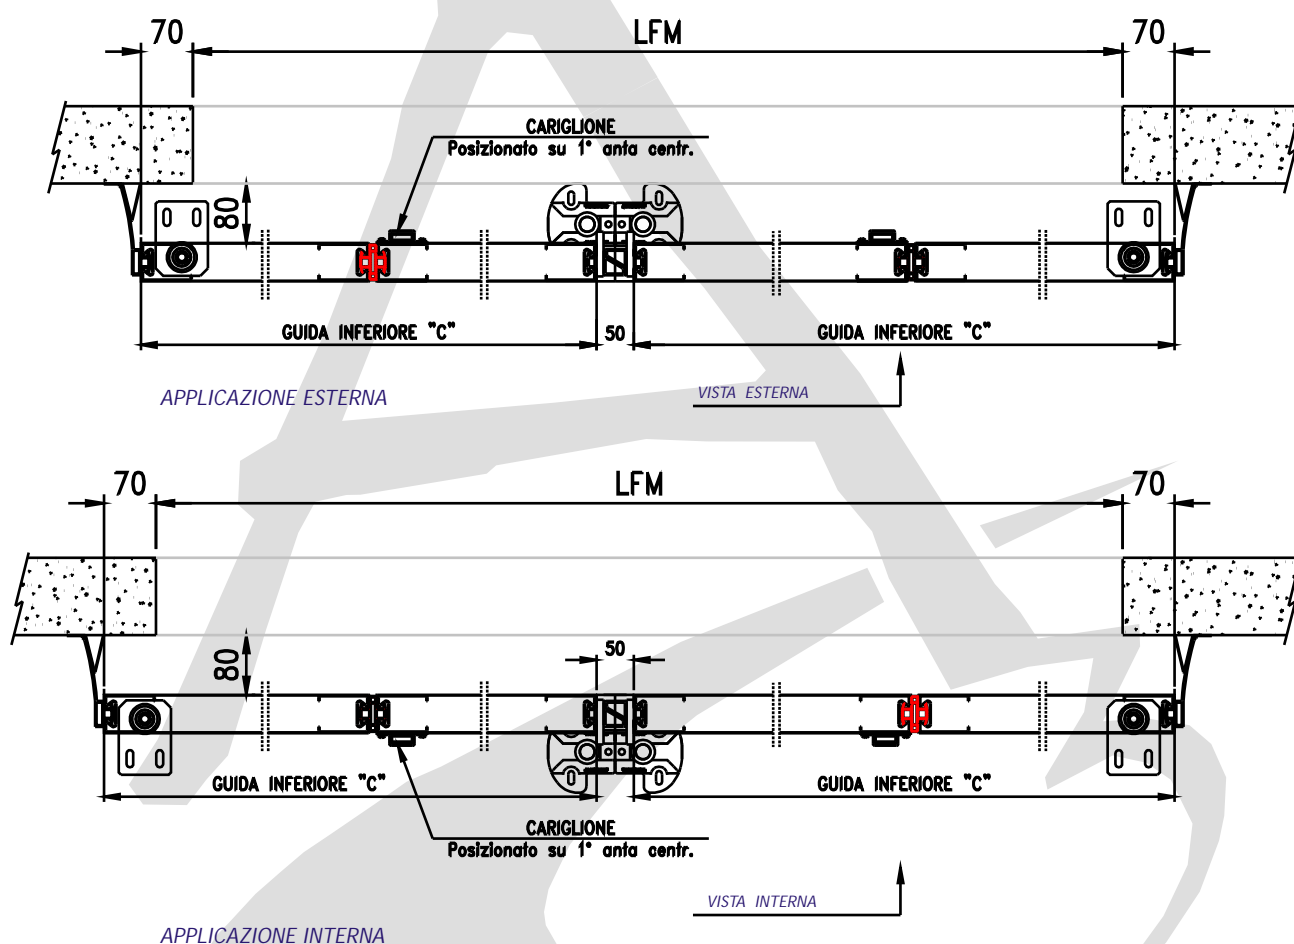 70 LFM 70
CARIGLIONE
Posizionato su 1° anta centr.
80
GUIDA INFERIORE "C" 50 GUIDA INFERIORE "C"
APPLICAZIONE ESTERNA
VISTA ESTERNA
70 LFM 70
80
50
GUIDA INFERIORE "C" GUIDA INFERIORE "C"
CARIGLIONE
Posizionato su 1° anta centr.
VISTA INTERNA
APPLICAZIONE INTERNA